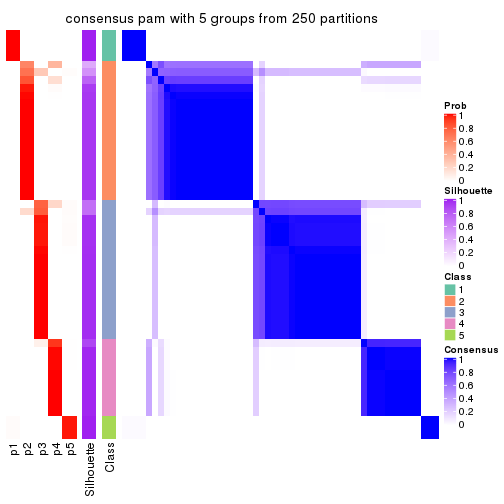 consensus pam with 5 groups from 250 partitions
Prob
1
0.8
0.6
0.4
0.2
0
Silhouette
1
0.8
0.6
0.4
0.2
0
Class
1
2
3
4
5
Consensus
1
0.8
0.6
0.4
0.2
0
p1
p2
p3
p4
p5
Silhouette
Class